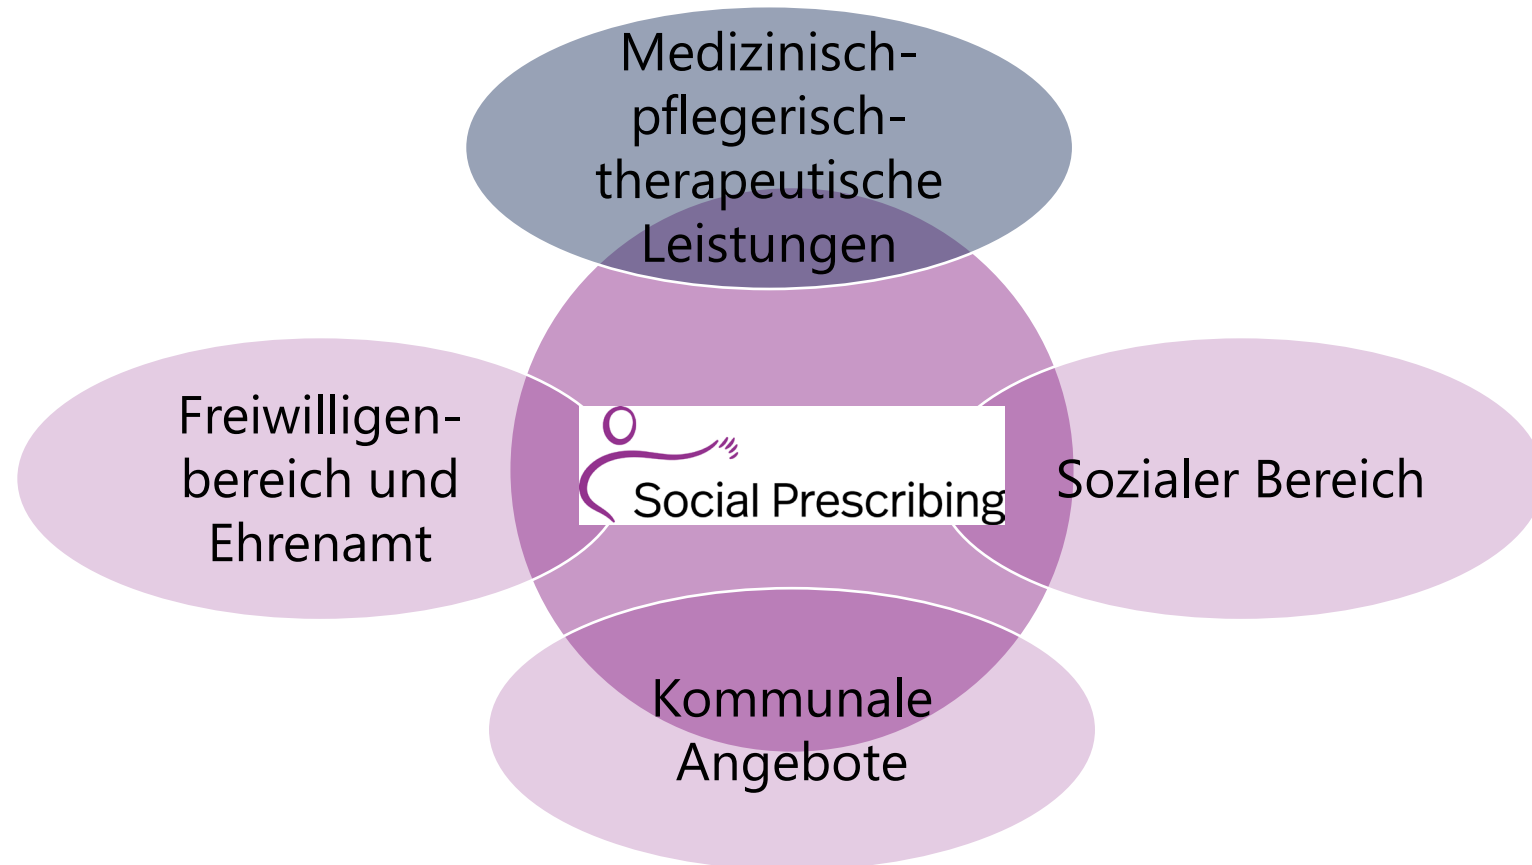 Medizinisch-
pflegerisch-
therapeutische
Leistungen
Freiwilligen-
bereich und
Ehrenamt
Social Prescribing
Sozialer Bereich
Kommunale
Angebote